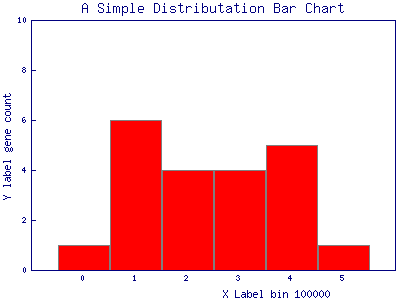 A Simple Distributation Bar Chart
10
8
6
4
2
0
Y label gene count
0 1 2 3 4 5
X Label bin 100000